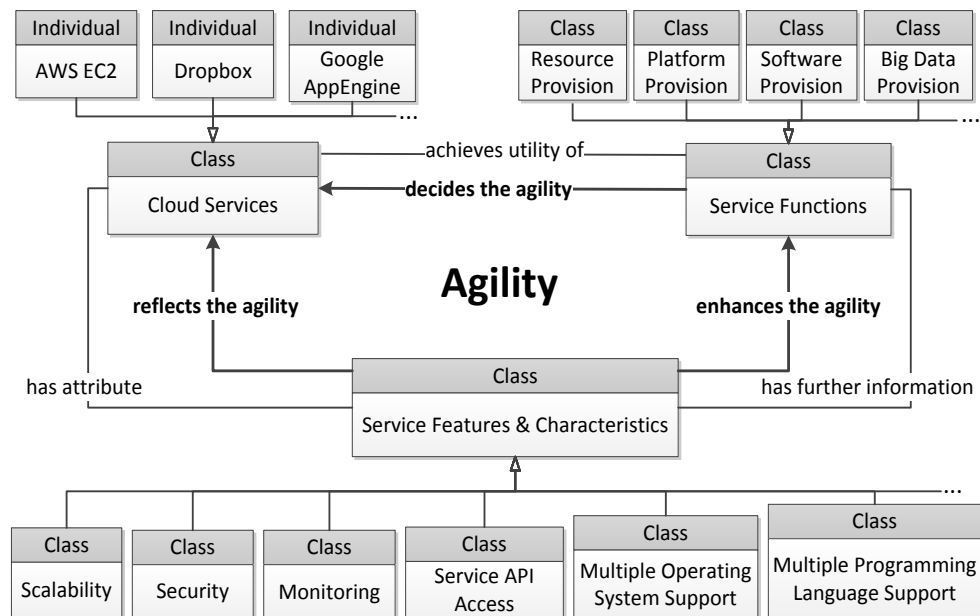 Individual
AWS EC2
Individual
Dropbox
Individual
Google
AppEngine
...
Class
Resource
Provision
Class
Platform
Provision
Class
Software
Provision
Class
Big Data
Provision
...
Class
Cloud Services
achieves utility of
decides the agility
Class
Service Functions
Agility
reflects the agility
enhances the agility
has attribute
has further information
Class
Service Features & Characteristics
...
Class
Scalability
Class
Security
Class
Monitoring
Class
Service API
Access
Class
Multiple Operating
System Support
Class
Multiple Programming
Language Support